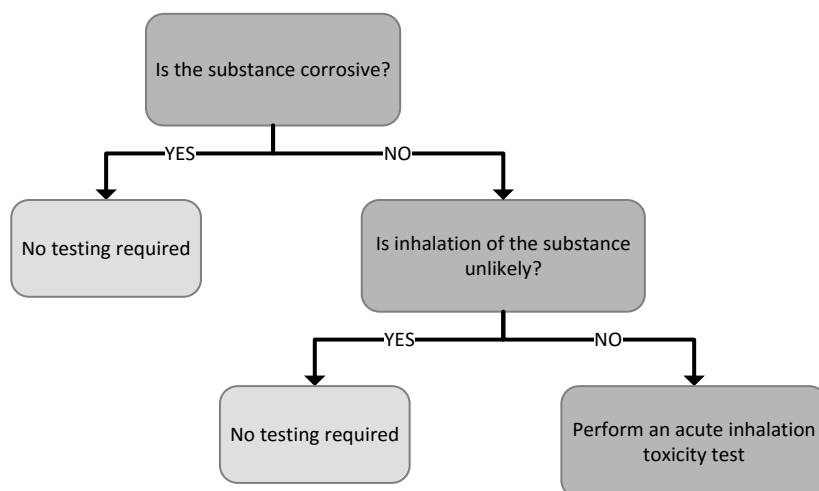 Is the substance corrosive?
YES
NO
No testing required
Is inhalation of the substance
unlikely?
YES
NO
No testing required
Perform an acute inhalation
toxicity test